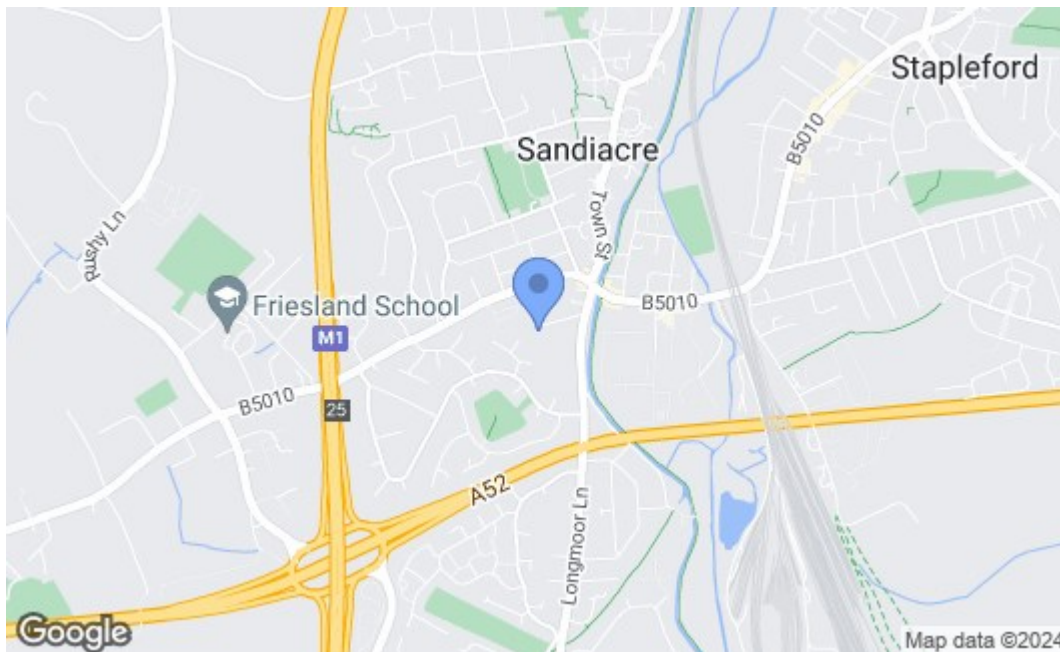 Stapleford
B5010
Sandiacre
Town St
Rushy Ln
Friesland School
B5010
M1
B5010
25
A52
Longmoor Ln
Google
Map data ©2024